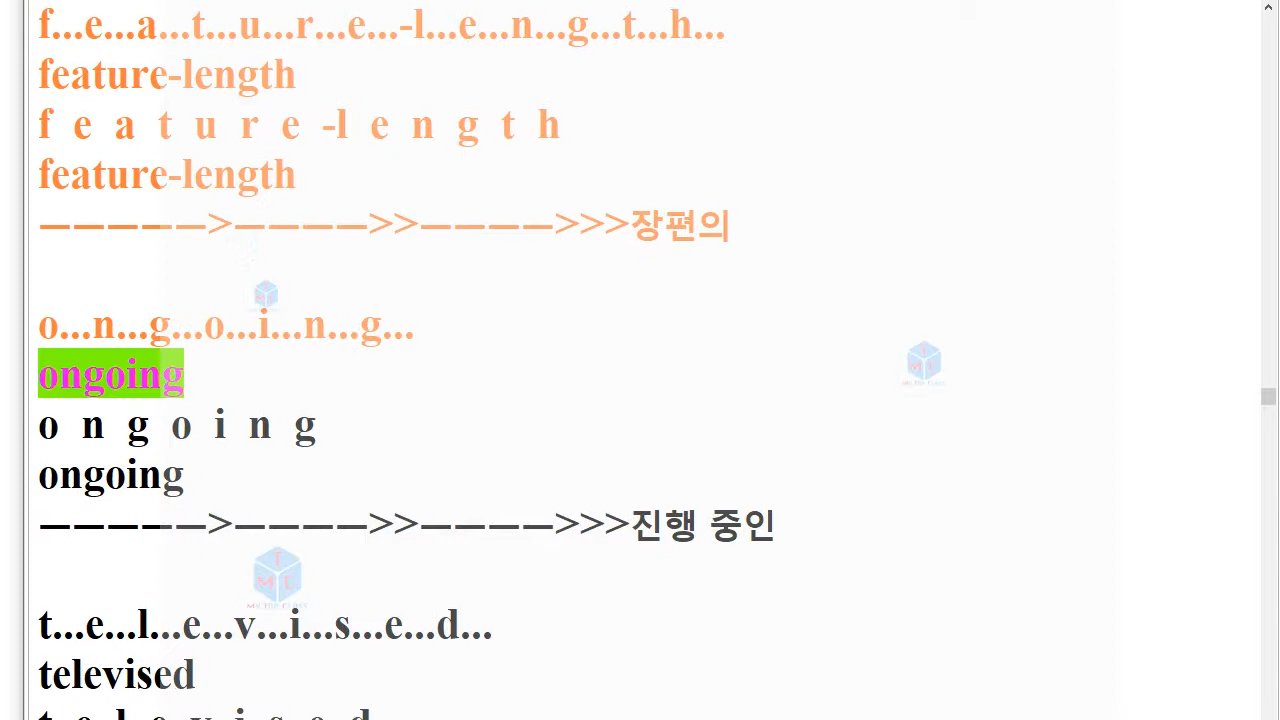 f...e...a...t...u...r...e...-l...e...n...g...t...h...
feature-length
f e a t u r e -l e n g t h
feature-length
—————>————>>————>>>장편의
o...n...g...o...i...n...g...
ongoing
o n g o i n g
ongoing
—————>————>>————>>>진행 중인
t...e...l...e...v...i...s...e...d...
televised
t e l e v i s e d